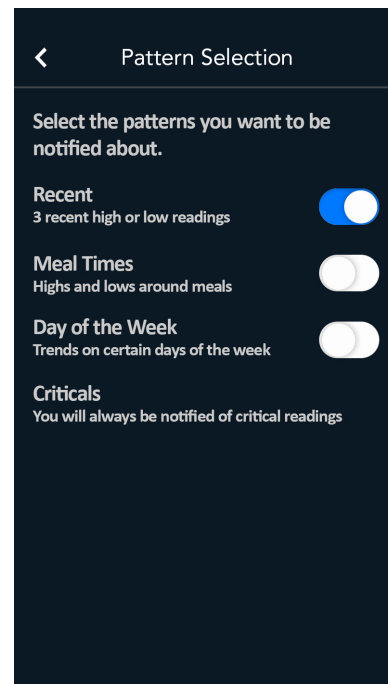 Pattern Selection
Select the patterns you want to be
notified about.
Recent
3 recent high or low readings
Meal Times
Highs and lows around meals
Day of the Week
Trends on certain days of the week
Criticals
You will always be notified of critical readings